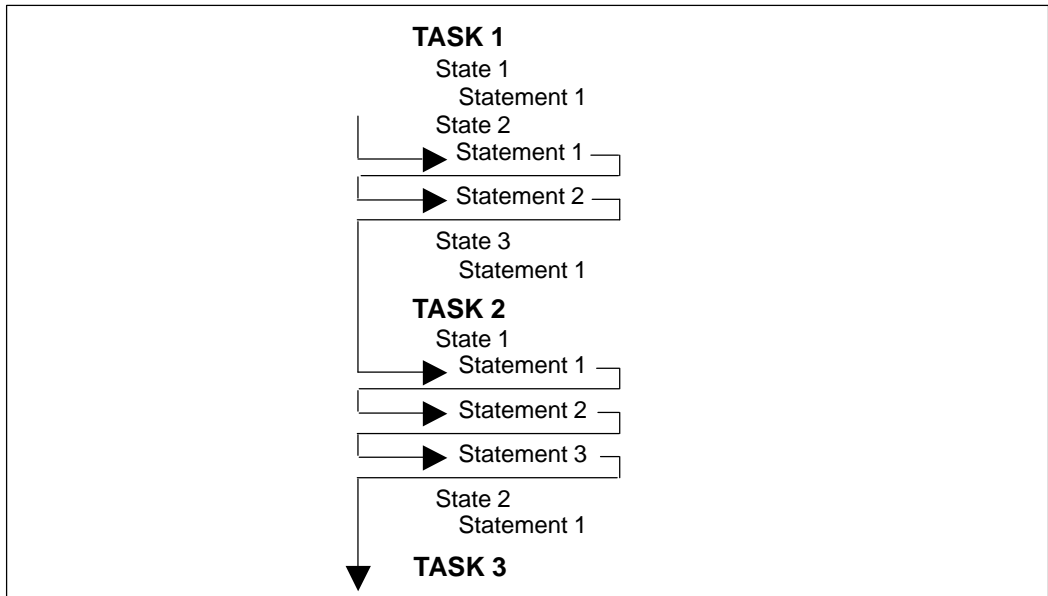 TASK 1
State 1
Statement 1
State 2
Statement 1
Statement 2
State 3
Statement 1
TASK 2
State 1
Statement 1
Statement 2
Statement 3
State 2
Statement 1
TASK 3